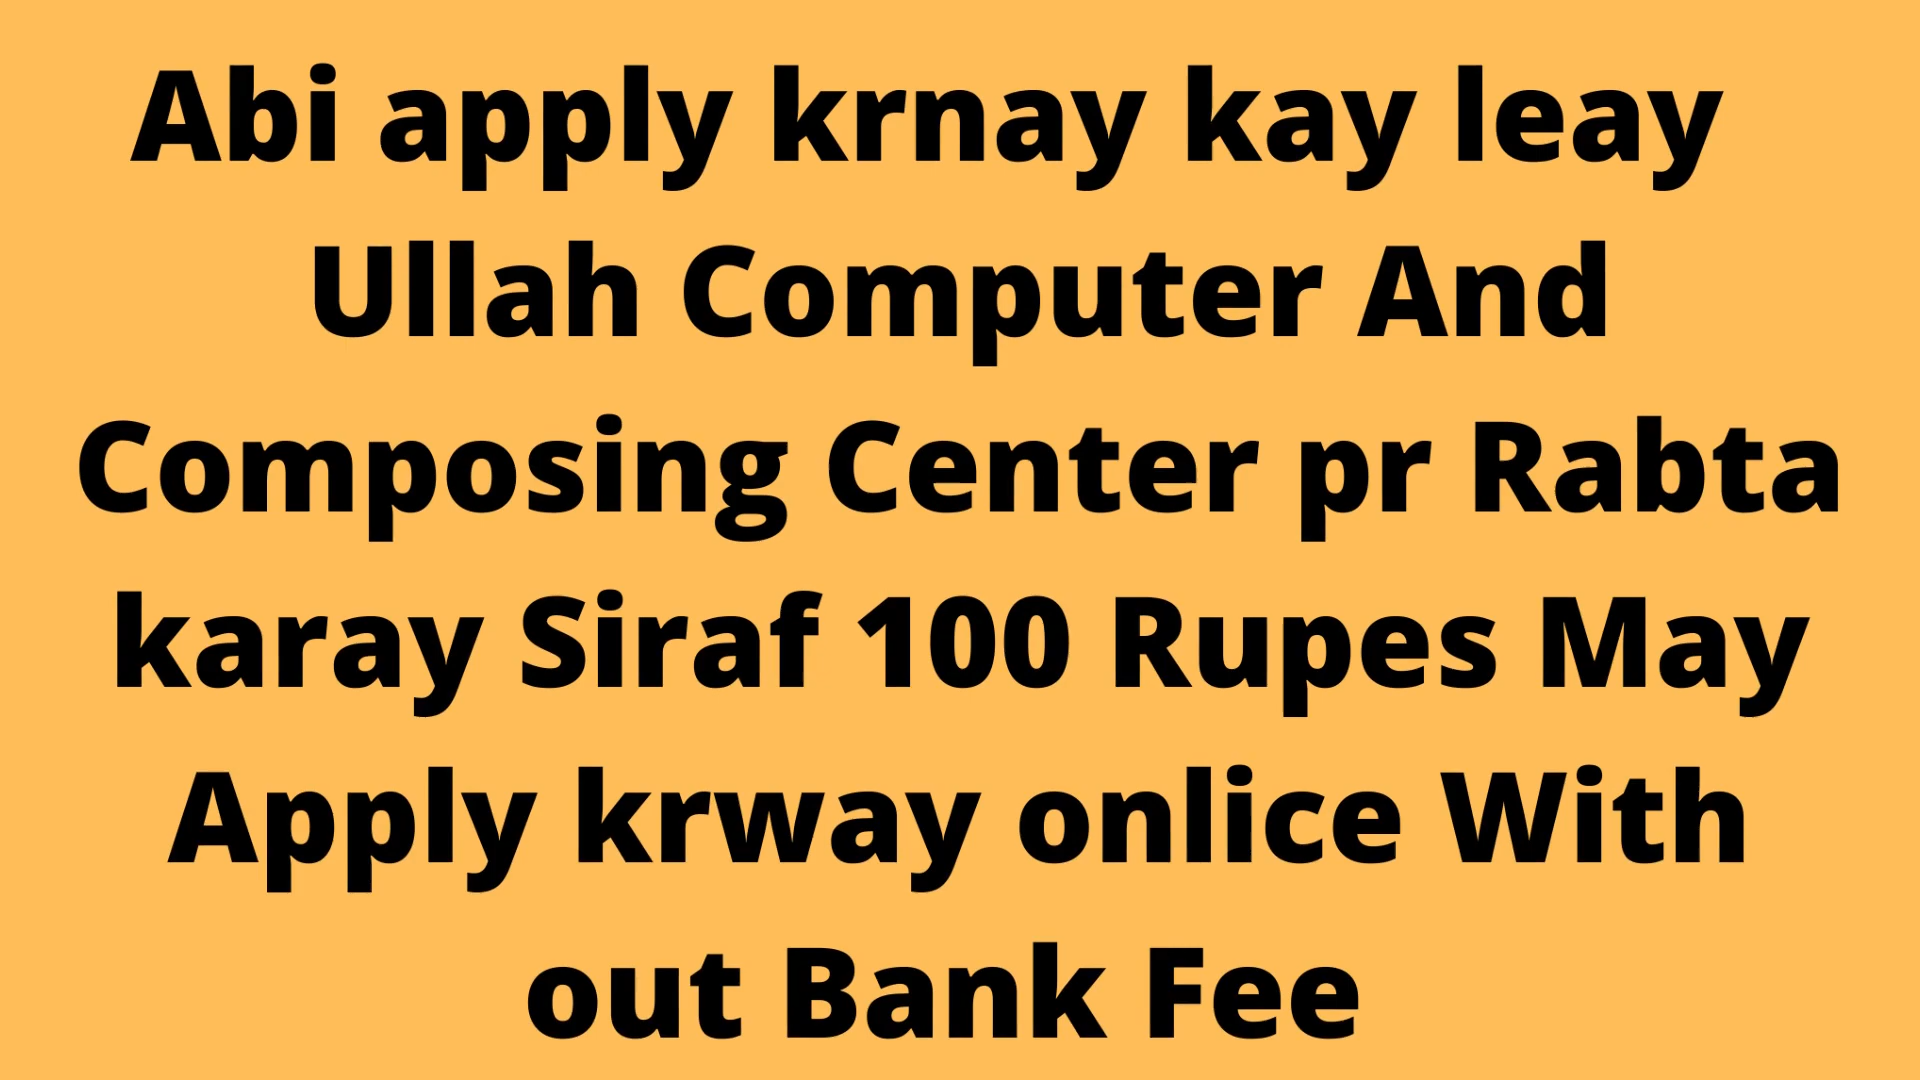 Abi apply krnay kay leay
Ullah Computer And
Composing Center pr Rabta
karay Siraf 100 Rupes May
Apply krway onlice With
out Bank Fee